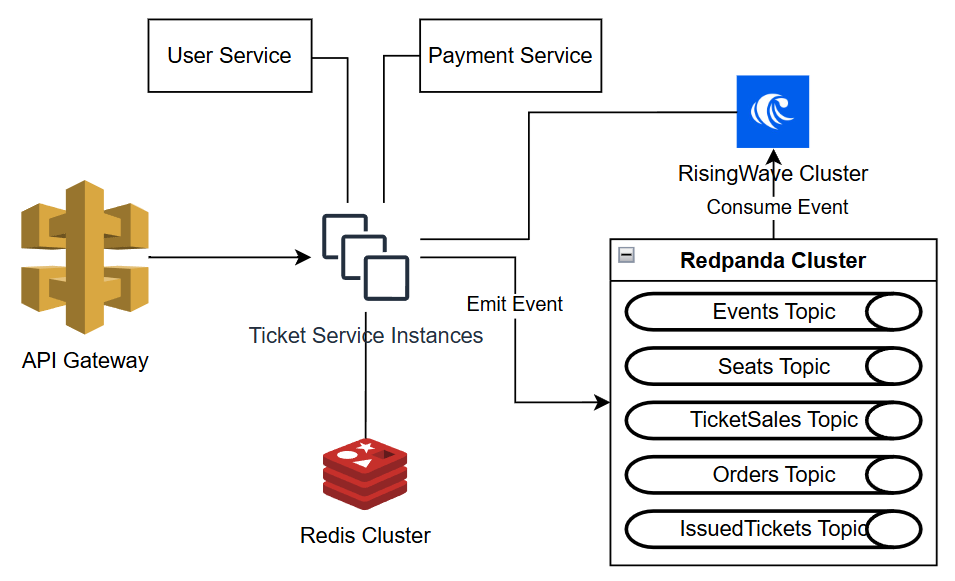 User Service
Payment Service
RisingWave Cluster
Consume Event
Redpanda Cluster
Emit Event
Events Topic
Ticket Service Instances
API Gateway
Seats Topic
TicketSales Topic
Orders Topic
IssuedTickets Topic
Redis Cluster